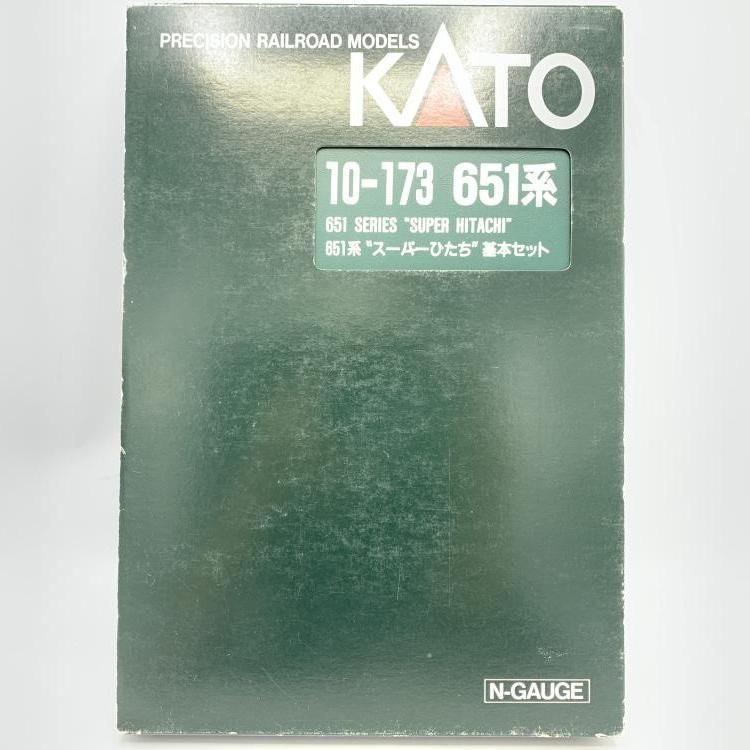 PRECISION RAILROAD MODELS
KATO
10-173 651系
651 SERIES "SUPER HITACHI"
651系 "スーパーひたち" 基本セット
N-GAUGE